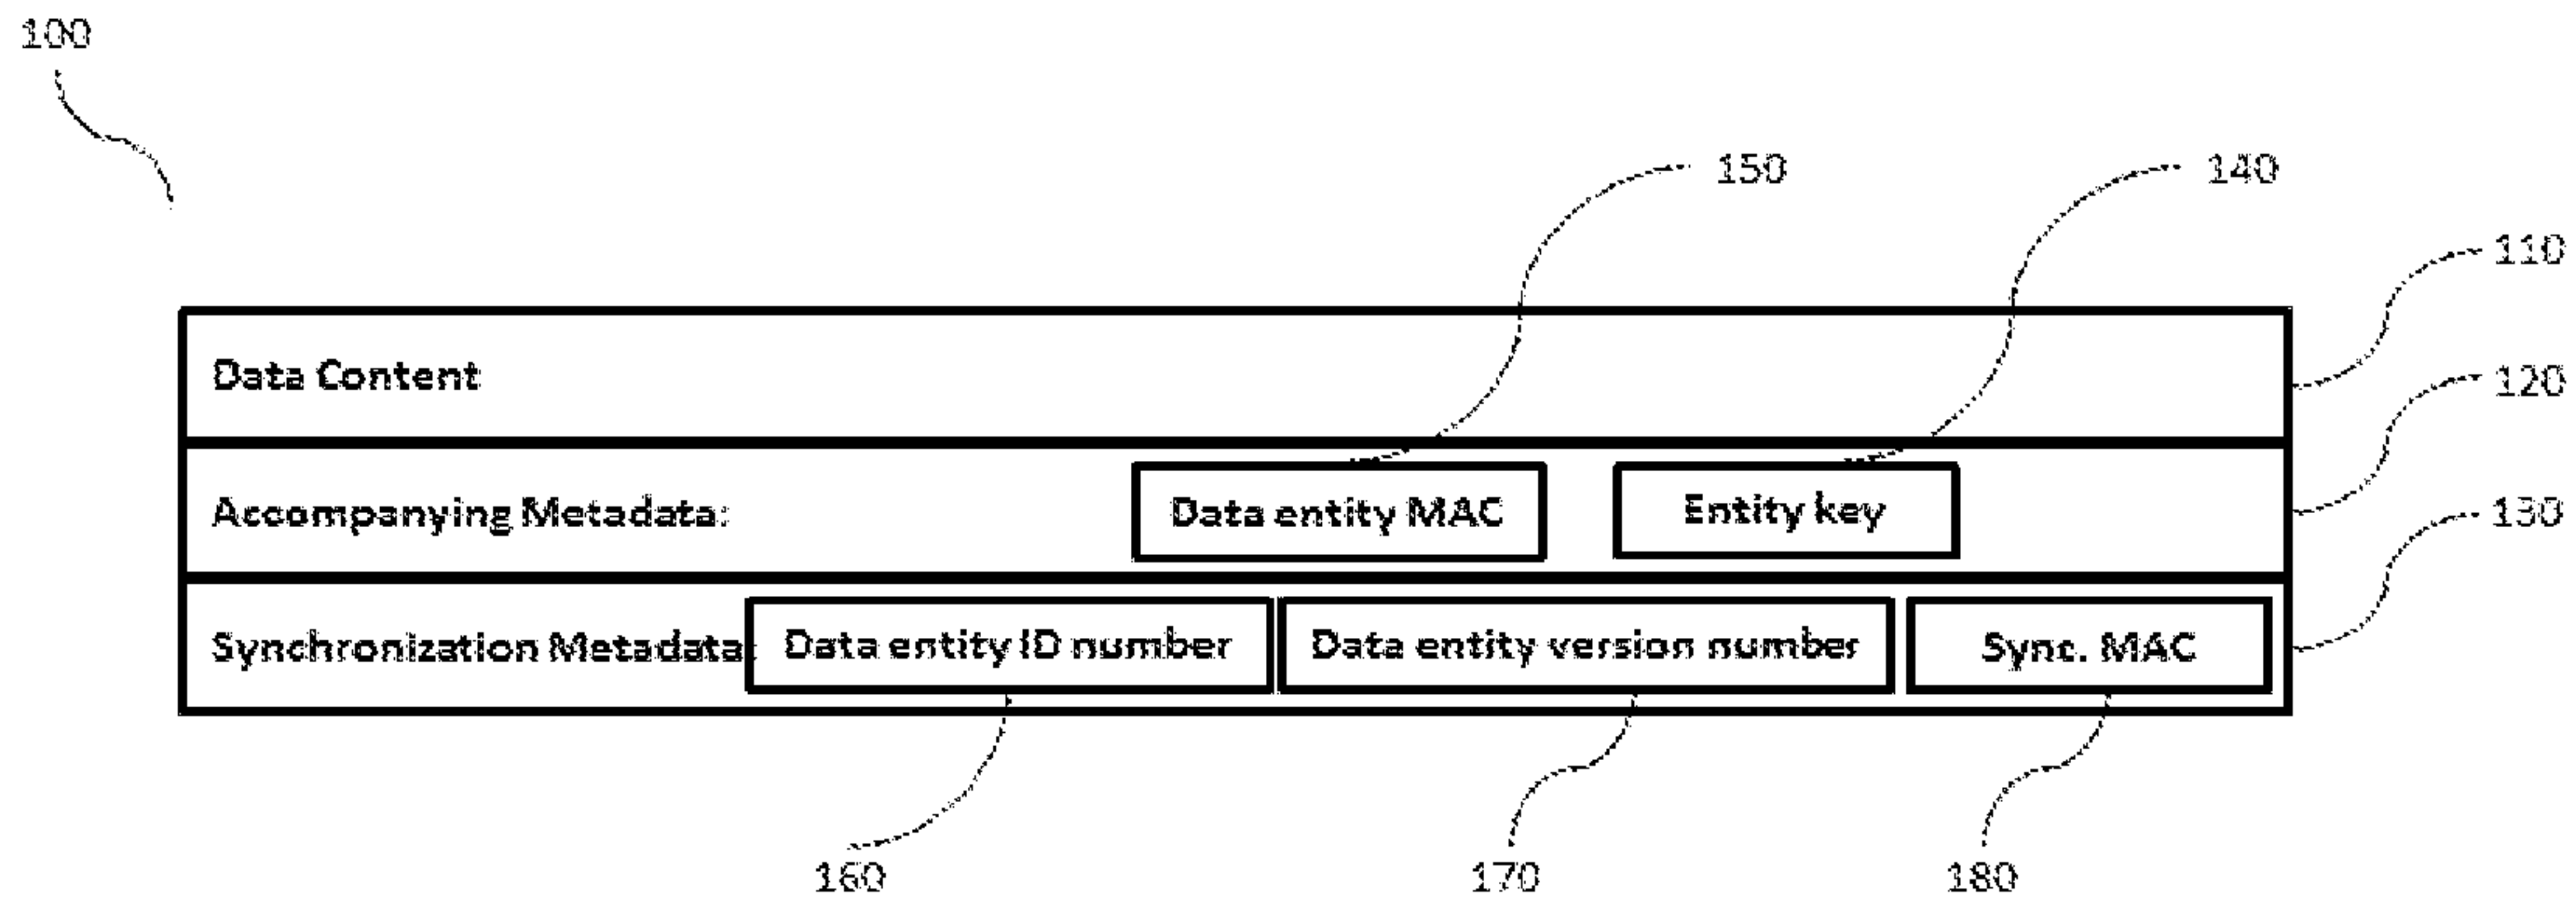 100
150
140
110
Data Content
120
Accompanying Metadata:
Data entity MAC
Entity key
130
Synchronization Metadata:
Data entity ID number
Data entity version number
Sync. MAC
160
170
180